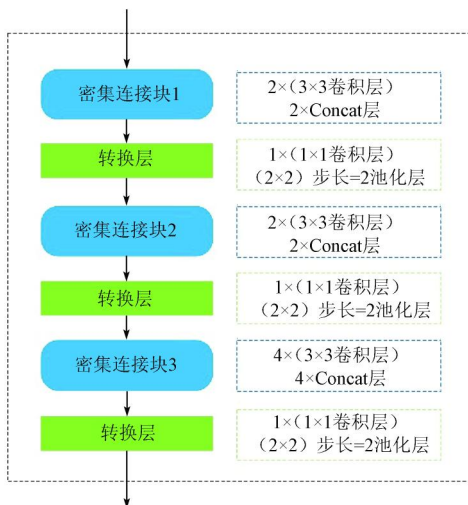 密集连接块1
2×(3×3卷积层)
2×Concat层
转换层
1×(1×1卷积层)
(2×2)步长=2池化层
密集连接块2
2×(3×3卷积层)
2×Concat层
转换层
1×(1×1卷积层)
(2×2)步长=2池化层
密集连接块3
4×(3×3卷积层)
4×Concat层
转换层
1×(1×1卷积层)
(2×2)步长=2池化层